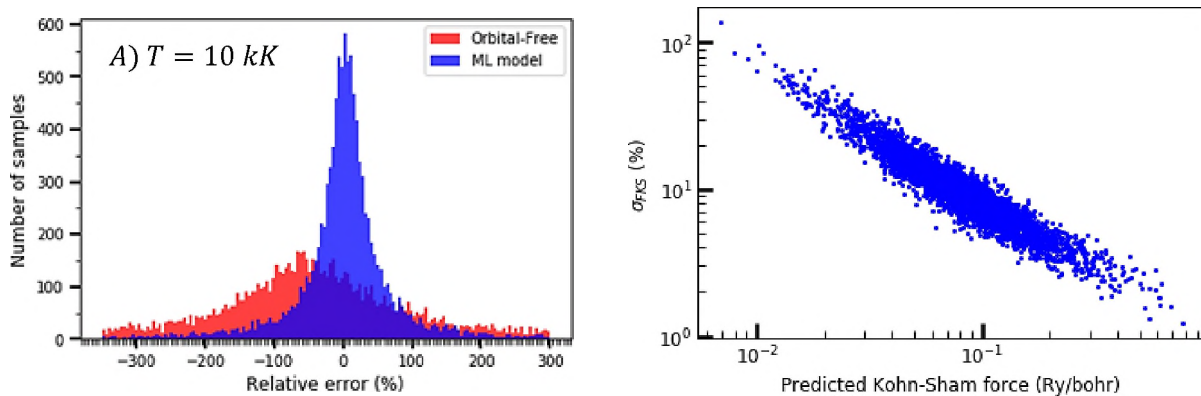 A) T = 10 kK
Orbital-Free
ML model
Number of samples
600
500
400
300
200
100
0
−300
−200
−100
0
100
200
300
Relative error (%)
σFKS (%)
10²
10¹
10⁰
10⁻²
10⁻¹
Predicted Kohn-Sham force (Ry/bohr)